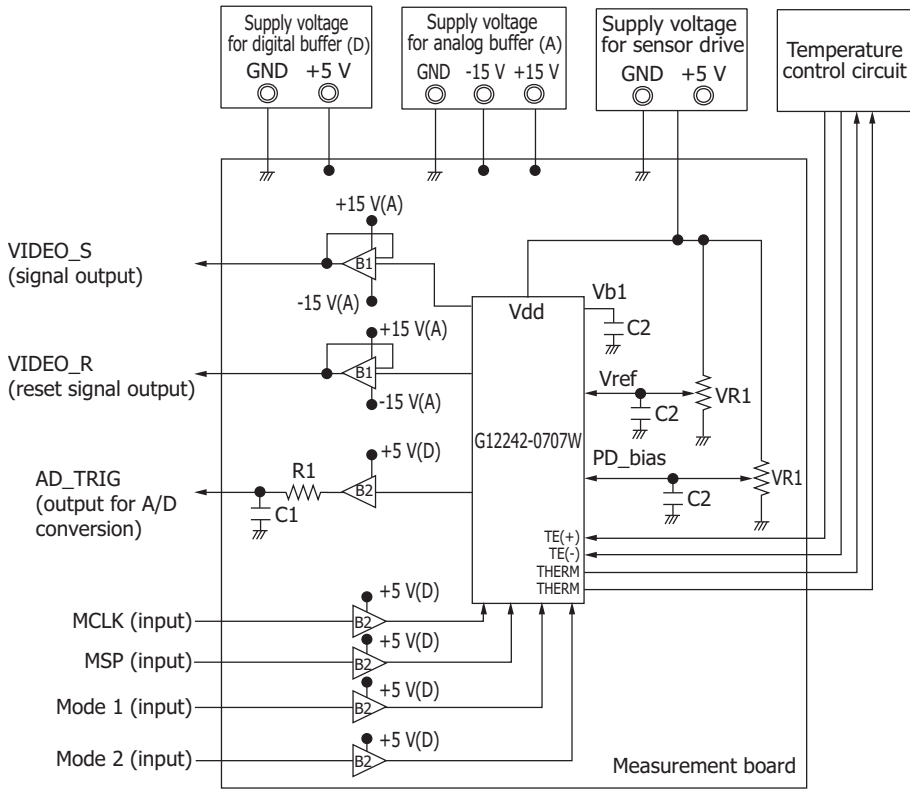 Supply voltage
for digital buffer (D)
GND +5 V
Supply voltage
for analog buffer (A)
GND -15 V +15 V
Supply voltage
for sensor drive
GND +5 V
Temperature
control circuit
+15 V(A)
VIDEO_S
(signal output)
B1
-15 V(A)
Vdd
Vb1
C2
+15 V(A)
VIDEO_R
(reset signal output)
B1
-15 V(A)
Vref
C2
VR1
G12242-0707W
+5 V(D)
PD_bias
AD_TRIG
(output for A/D
conversion)
R1
C1
B2
C2
VR1
TE(+)
TE(-)
THERM
THERM
+5 V(D)
MCLK (input)
B2
+5 V(D)
MSP (input)
B2
+5 V(D)
Mode 1 (input)
B2
+5 V(D)
Mode 2 (input)
B2
Measurement board